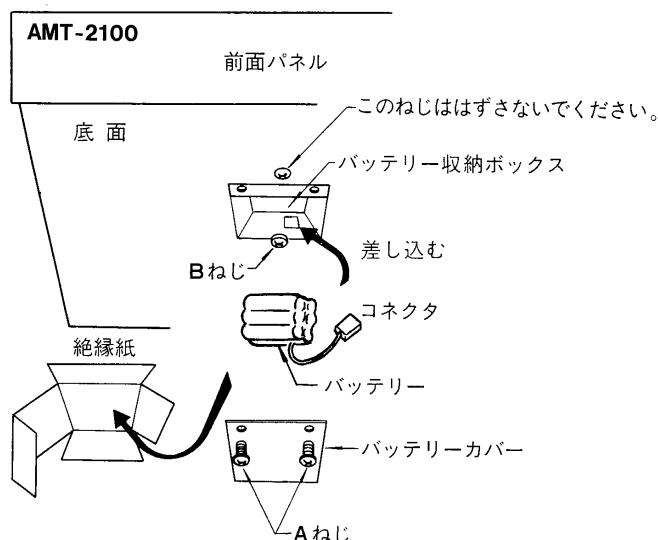 AMT-2100
前面パネル
このねじははずさないでください。
底面
バッテリー収納ボックス
差し込む
Bねじ
コネクタ
絶縁紙
バッテリー
バッテリーカバー
Aねじ